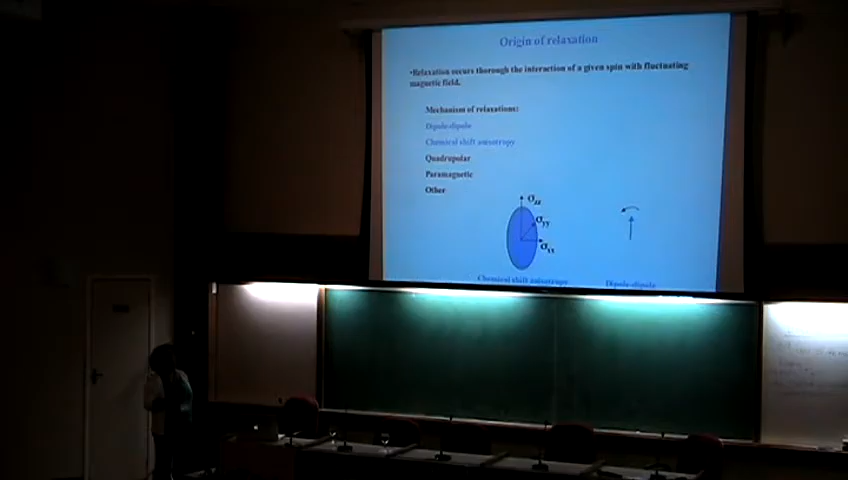 Origin of relaxation
•Relaxation occurs thorough the interaction of a given spin with fluctuating
magnetic field.
Mechanism of relaxations:
Dipole-dipole
Chemical shift anisotropy
Quadrupolar
Paramagnetic
Other
σzz
σyy
σxx
Chemical shift anisotropy
Dipole-dipole